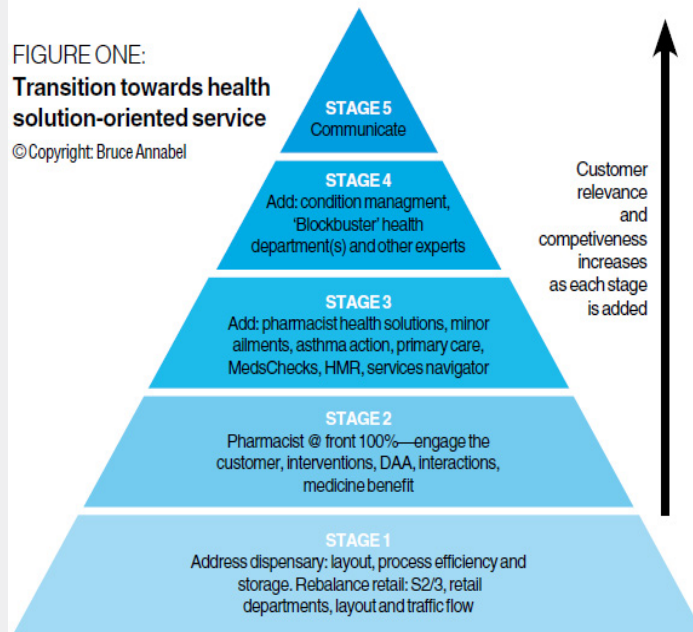 FIGURE ONE:
Transition towards health
solution-oriented service
© Copyright: Bruce Annabel
STAGE 5
Communicate
STAGE 4
Add: condition managment,
‘Blockbuster’ health
department(s) and other experts
Customer
relevance
and
competiveness
increases
as each stage
is added
STAGE 3
Add: pharmacist health solutions, minor
ailments, asthma action, primary care,
MedsChecks, HMR, services navigator
STAGE 2
Pharmacist @ front 100%—engage the
customer, interventions, DAA, interactions,
medicine benefit
STAGE 1
Address dispensary: layout, process efficiency and
storage. Rebalance retail: S2/3, retail
departments, layout and traffic flow